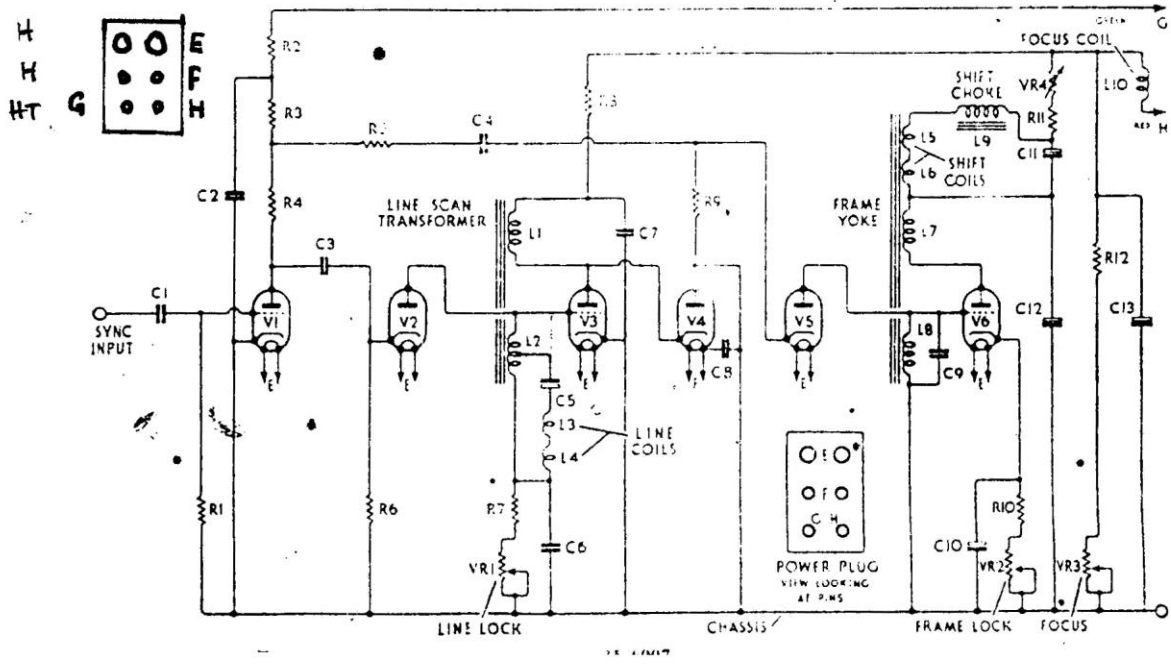 H
H
HT
G
E
F
H
G
FOCUS COIL
R2
VR4
L10
SHIFT
CHOKE
R11
RED
H
R3
C4
L5
L9
C11
L6
SHIFT
COILS
C2
R4
LINE SCAN
TRANSFORMER
R9
FRAME
YOKE
C3
L1
C7
L7
R12
C1
V1
V2
V3
V4
V5
V6
C12
C13
SYNC
INPUT
L2
L8
E
E
E
F
C8
E
C9
E
C5
L3
L4
LINE
COILS
E
F
R1
R6
R7
G H
R10
C6
C10
VR1
POWER PLUG
VIEW LOOKING
AT PINS
VR2
VR3
LINE LOCK
CHASSIS
FRAME LOCK
FOCUS